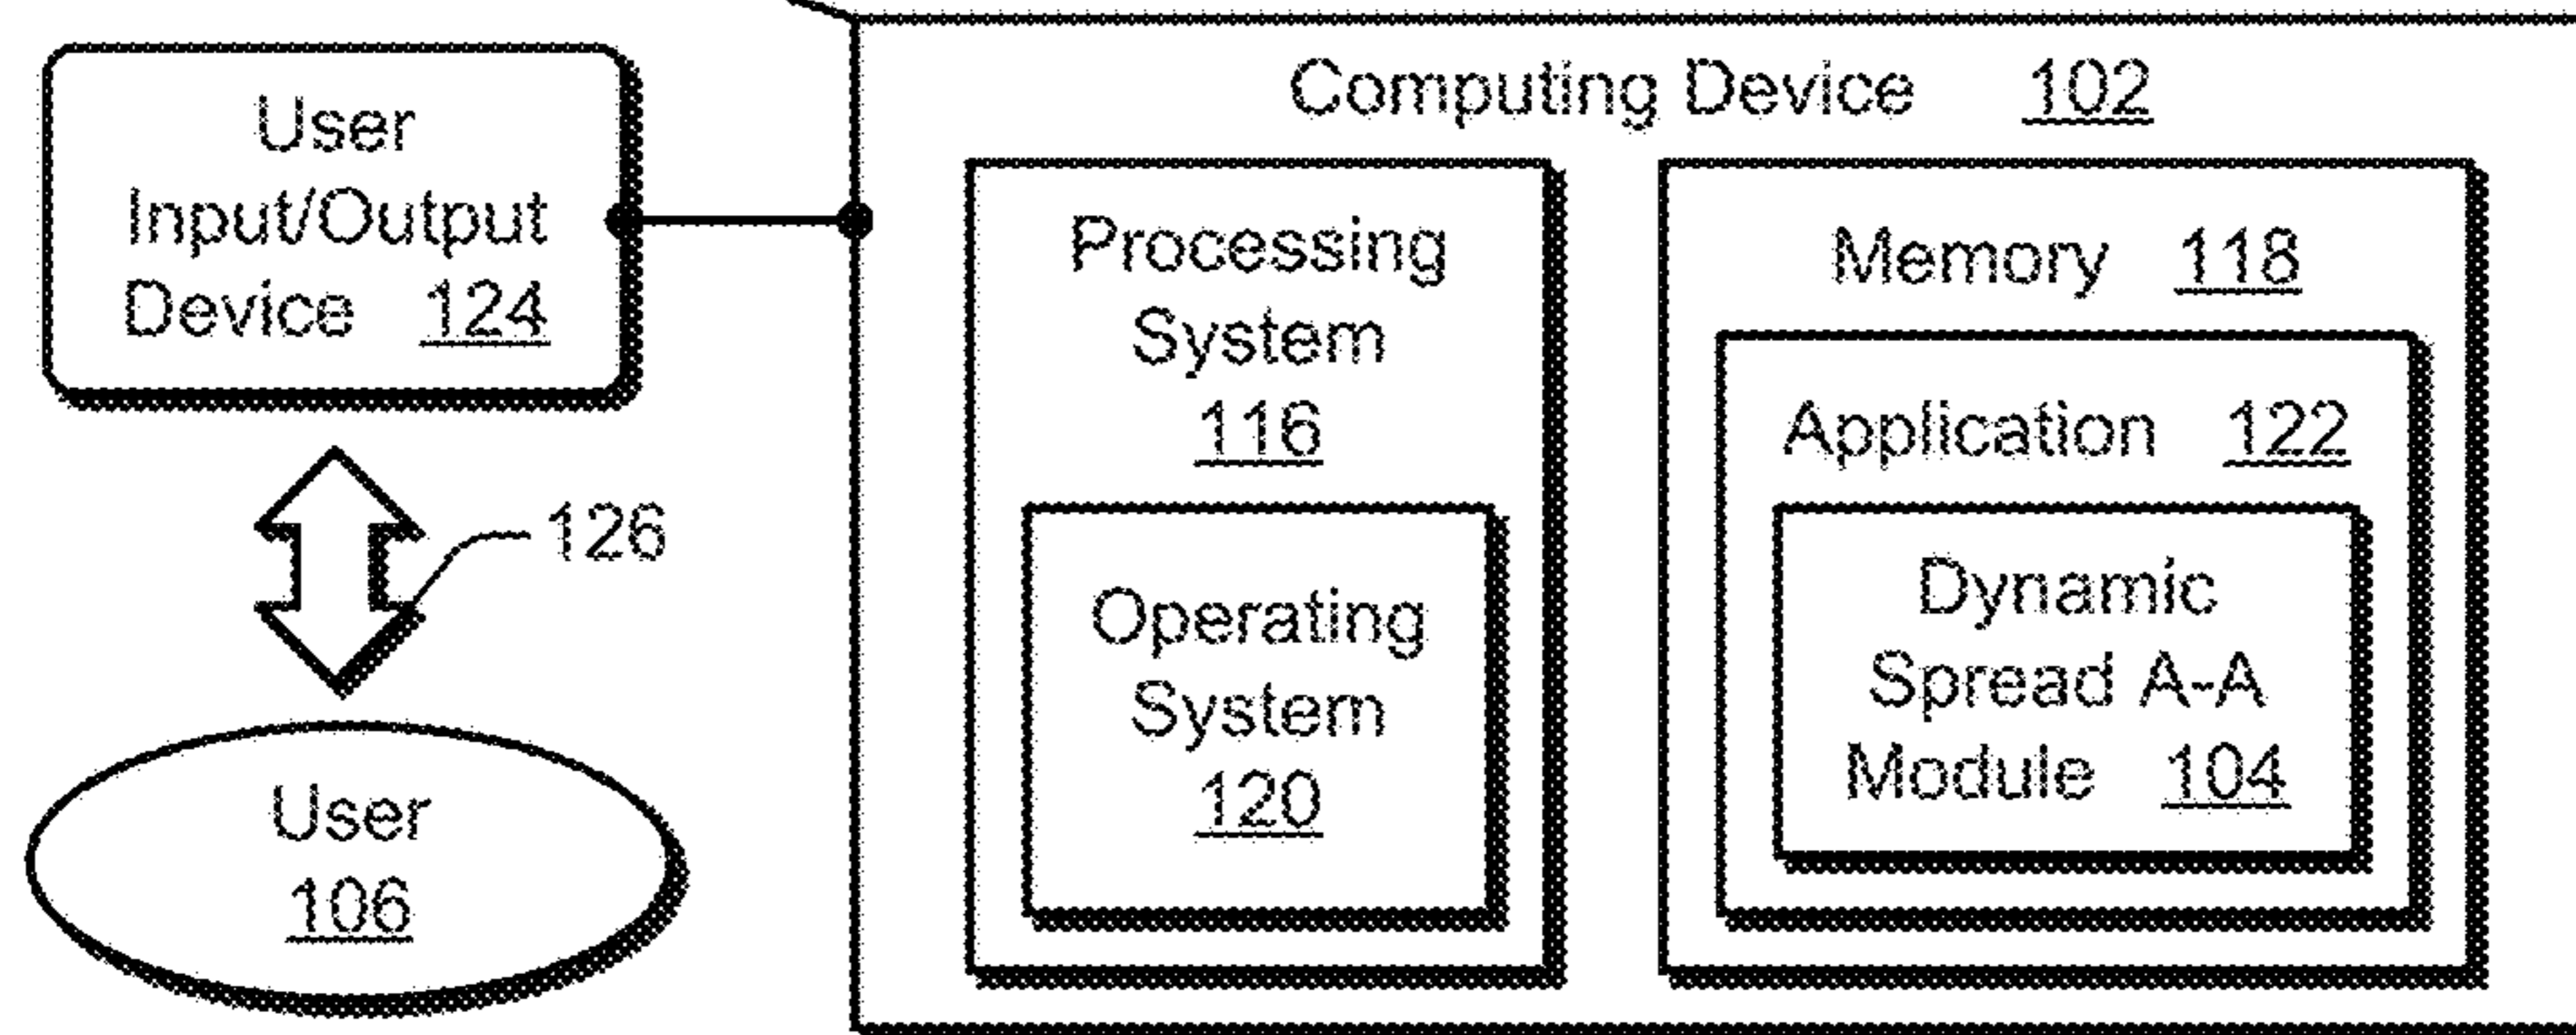 User
Input/Output
Device 124
126
User
106
Computing Device 102
Processing
System
116
Operating
System
120
Memory 118
Application 122
Dynamic
Spread A-A
Module 104